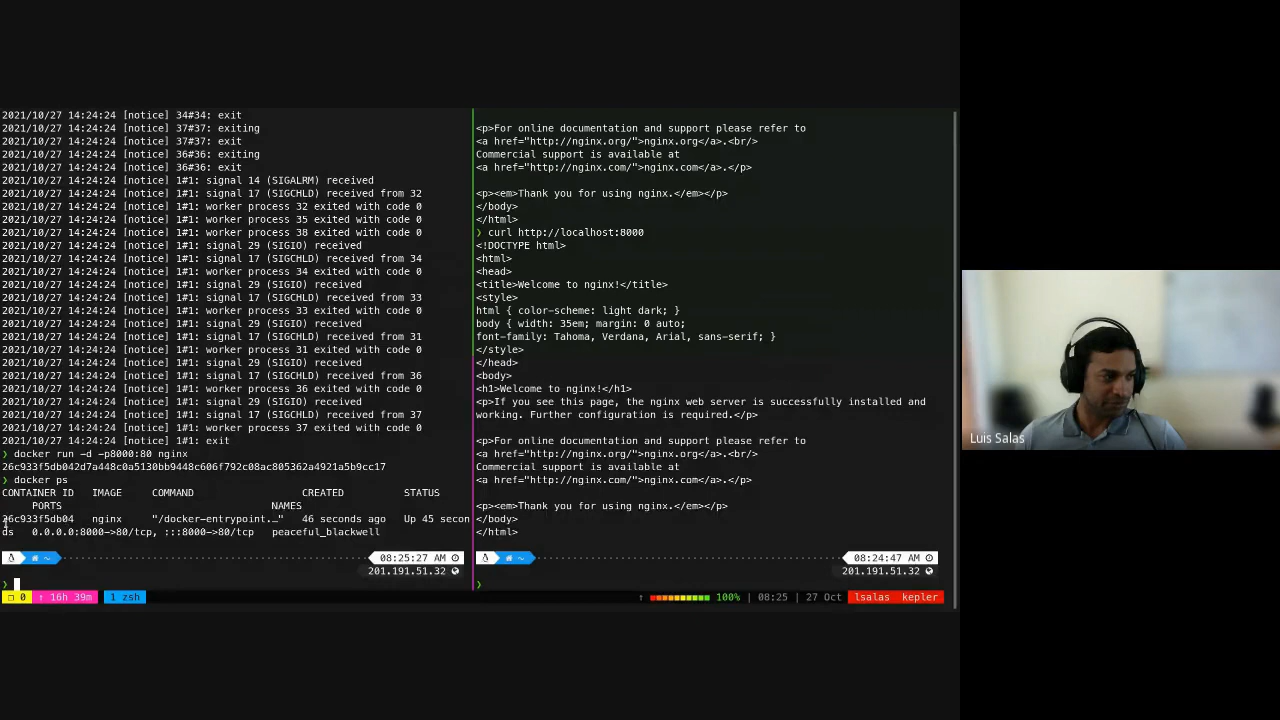 2021/10/27 14:24:24 [notice] 34#34: exit
2021/10/27 14:24:24 [notice] 37#37: exiting
2021/10/27 14:24:24 [notice] 37#37: exit
2021/10/27 14:24:24 [notice] 36#36: exiting
2021/10/27 14:24:24 [notice] 36#36: exit
2021/10/27 14:24:24 [notice] 1#1: signal 14 (SIGALRM) received
2021/10/27 14:24:24 [notice] 1#1: signal 17 (SIGCHLD) received from 32
2021/10/27 14:24:24 [notice] 1#1: worker process 32 exited with code 0
2021/10/27 14:24:24 [notice] 1#1: worker process 35 exited with code 0
2021/10/27 14:24:24 [notice] 1#1: worker process 38 exited with code 0
2021/10/27 14:24:24 [notice] 1#1: signal 29 (SIGIO) received
2021/10/27 14:24:24 [notice] 1#1: signal 17 (SIGCHLD) received from 34
2021/10/27 14:24:24 [notice] 1#1: worker process 34 exited with code 0
2021/10/27 14:24:24 [notice] 1#1: signal 29 (SIGIO) received
2021/10/27 14:24:24 [notice] 1#1: signal 17 (SIGCHLD) received from 33
2021/10/27 14:24:24 [notice] 1#1: worker process 33 exited with code 0
2021/10/27 14:24:24 [notice] 1#1: signal 29 (SIGIO) received
2021/10/27 14:24:24 [notice] 1#1: signal 17 (SIGCHLD) received from 31
2021/10/27 14:24:24 [notice] 1#1: worker process 31 exited with code 0
2021/10/27 14:24:24 [notice] 1#1: signal 29 (SIGIO) received
2021/10/27 14:24:24 [notice] 1#1: signal 17 (SIGCHLD) received from 36
2021/10/27 14:24:24 [notice] 1#1: worker process 36 exited with code 0
2021/10/27 14:24:24 [notice] 1#1: signal 29 (SIGIO) received
2021/10/27 14:24:24 [notice] 1#1: signal 17 (SIGCHLD) received from 37
2021/10/27 14:24:24 [notice] 1#1: worker process 37 exited with code 0
2021/10/27 14:24:24 [notice] 1#1: exit
❯ docker run -d -p8000:80 nginx
26c933f5db042d7a448c0a5130bb9448c606f792c08ac805362a4921a5b9cc17
❯ docker ps
CONTAINER ID   IMAGE     COMMAND                  CREATED          STATUS
PORTS                                   NAMES
26c933f5db04   nginx     "/docker-entrypoint.…"   46 seconds ago   Up 45 secon
ds   0.0.0.0:8000->80/tcp, :::8000->80/tcp   peaceful_blackwell
~ 08:25:27 AM
201.191.51.32
❯
<p>For online documentation and support please refer to
<a href="http://nginx.org/">nginx.org</a>.<br/>
Commercial support is available at
<a href="http://nginx.com/">nginx.com</a>.</p>
<p><em>Thank you for using nginx.</em></p>
</body>
</html>
❯ curl http://localhost:8000
<!DOCTYPE html>
<html>
<head>
<title>Welcome to nginx!</title>
<style>
html { color-scheme: light dark; }
body { width: 35em; margin: 0 auto;
font-family: Tahoma, Verdana, Arial, sans-serif; }
</style>
</head>
<body>
<h1>Welcome to nginx!</h1>
<p>If you see this page, the nginx web server is successfully installed and
working. Further configuration is required.</p>
<p>For online documentation and support please refer to
<a href="http://nginx.org/">nginx.org</a>.<br/>
Commercial support is available at
<a href="http://nginx.com/">nginx.com</a>.</p>
<p><em>Thank you for using nginx.</em></p>
</body>
</html>
~ 08:24:47 AM
201.191.51.32
❯
0 ↑ 16h 39m 1 zsh ↑ 100% | 08:25 | 27 Oct lsalas kepler
Luis Salas